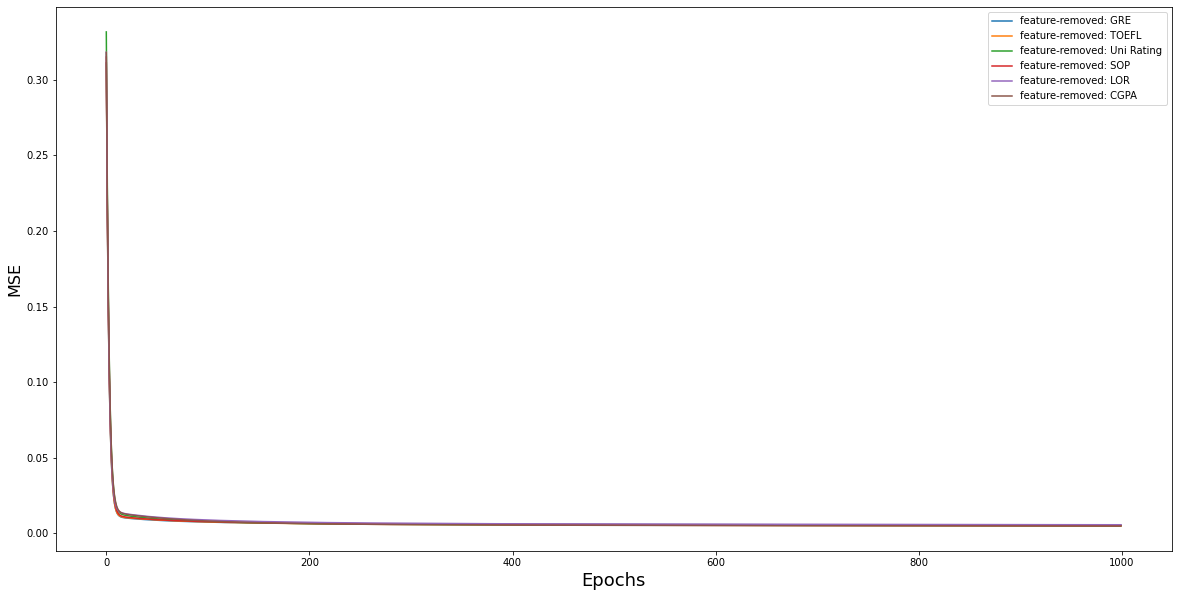 feature-removed: GRE
feature-removed: TOEFL
feature-removed: Uni Rating
feature-removed: SOP
feature-removed: LOR
feature-removed: CGPA
0.30
0.25
0.20
0.15
0.10
0.05
0.00
MSE
0 200 400 600 800 1000
Epochs